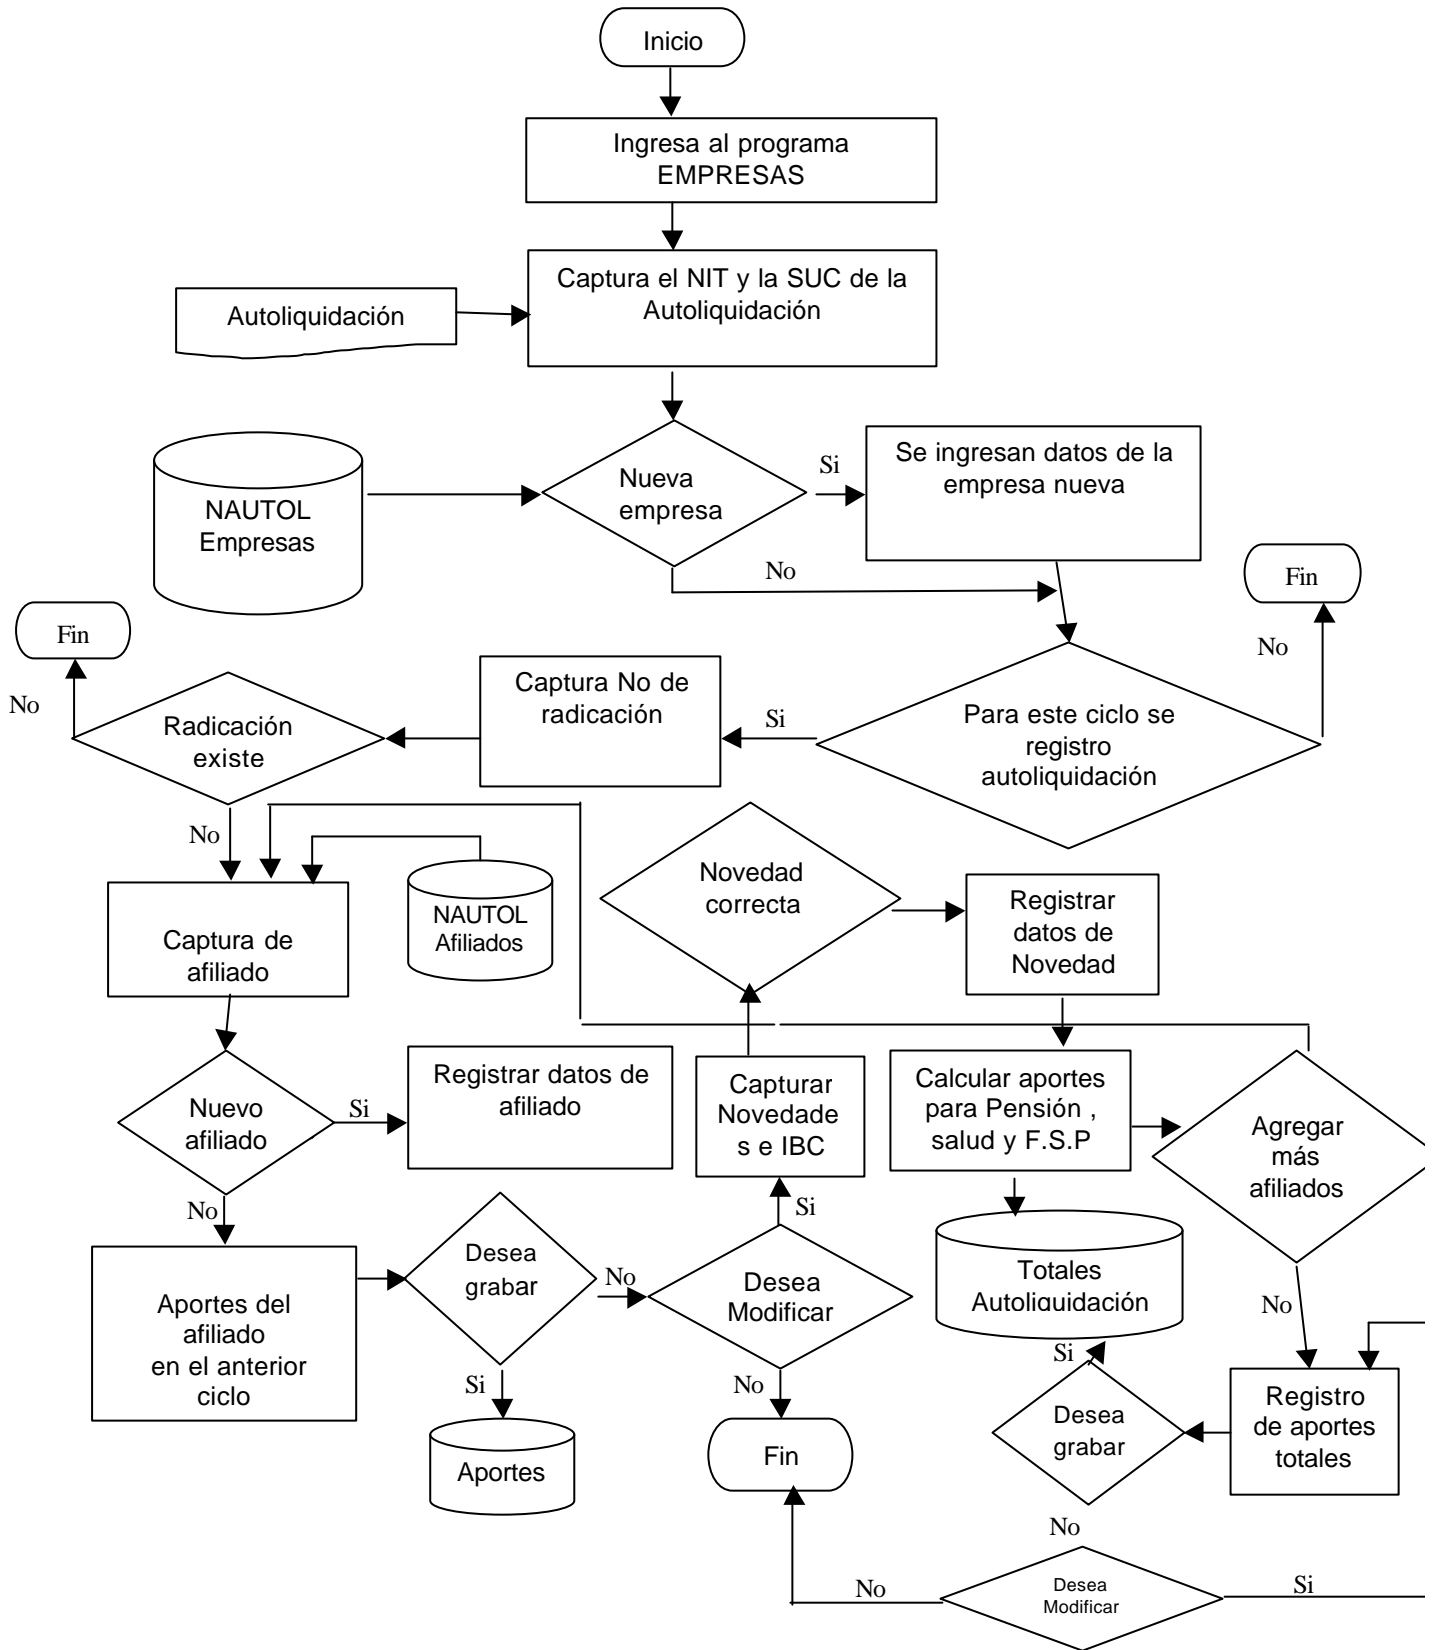 Inicio
Ingresa al programa
EMPRESAS
Captura el NIT y la SUC de la
Autoliquidación
Autoliquidación
NAUTOL
Empresas
Nueva
empresa
Si
Se ingresan datos de la
empresa nueva
No
Fin
No
Fin
No
Radicación
existe
Captura No de
radicación
Si
Para este ciclo se
registro
autoliquidación
No
NAUTOL
Afiliados
Captura de
afiliado
Novedad
correcta
Registrar
datos de
Novedad
Nuevo
afiliado
Si
Registrar datos de
afiliado
Capturar
Novedade
s e IBC
Calcular aportes
para Pensión ,
salud y F.S.P
Agregar
más
afiliados
No
Aportes del
afiliado
en el anterior
ciclo
Desea
grabar
No
Si
Aportes
Si
Desea
Modificar
No
Fin
Totales
Autoliquidación
No
Si
Desea
grabar
Registro
de aportes
totales
No
No
Desea
Modificar
Si